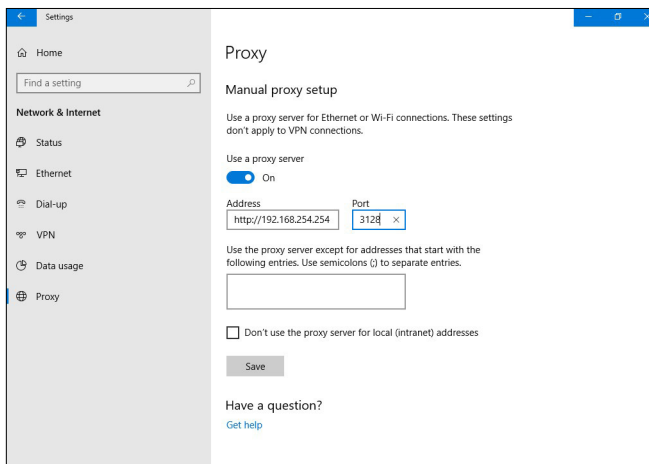 Settings
Home
Find a setting
Network & Internet
Status
Ethernet
Dial-up
VPN
Data usage
Proxy
Proxy
Manual proxy setup
Use a proxy server for Ethernet or Wi-Fi connections. These settings
don't apply to VPN connections.
Use a proxy server
On
Address Port
http://192.168.254.254 3128
Use the proxy server except for addresses that start with the
following entries. Use semicolons (;) to separate entries.
Don't use the proxy server for local (intranet) addresses
Save
Have a question?
Get help